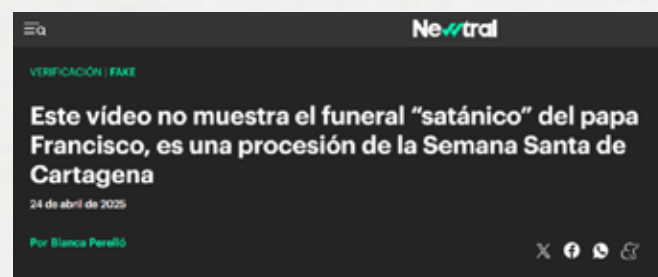 Newtral
VERIFICACIÓN | FAKE
Este vídeo no muestra el funeral “satánico” del papa
Francisco, es una procesión de la Semana Santa de
Cartagena
24 de abril de 2025
Por Blanca Perelló